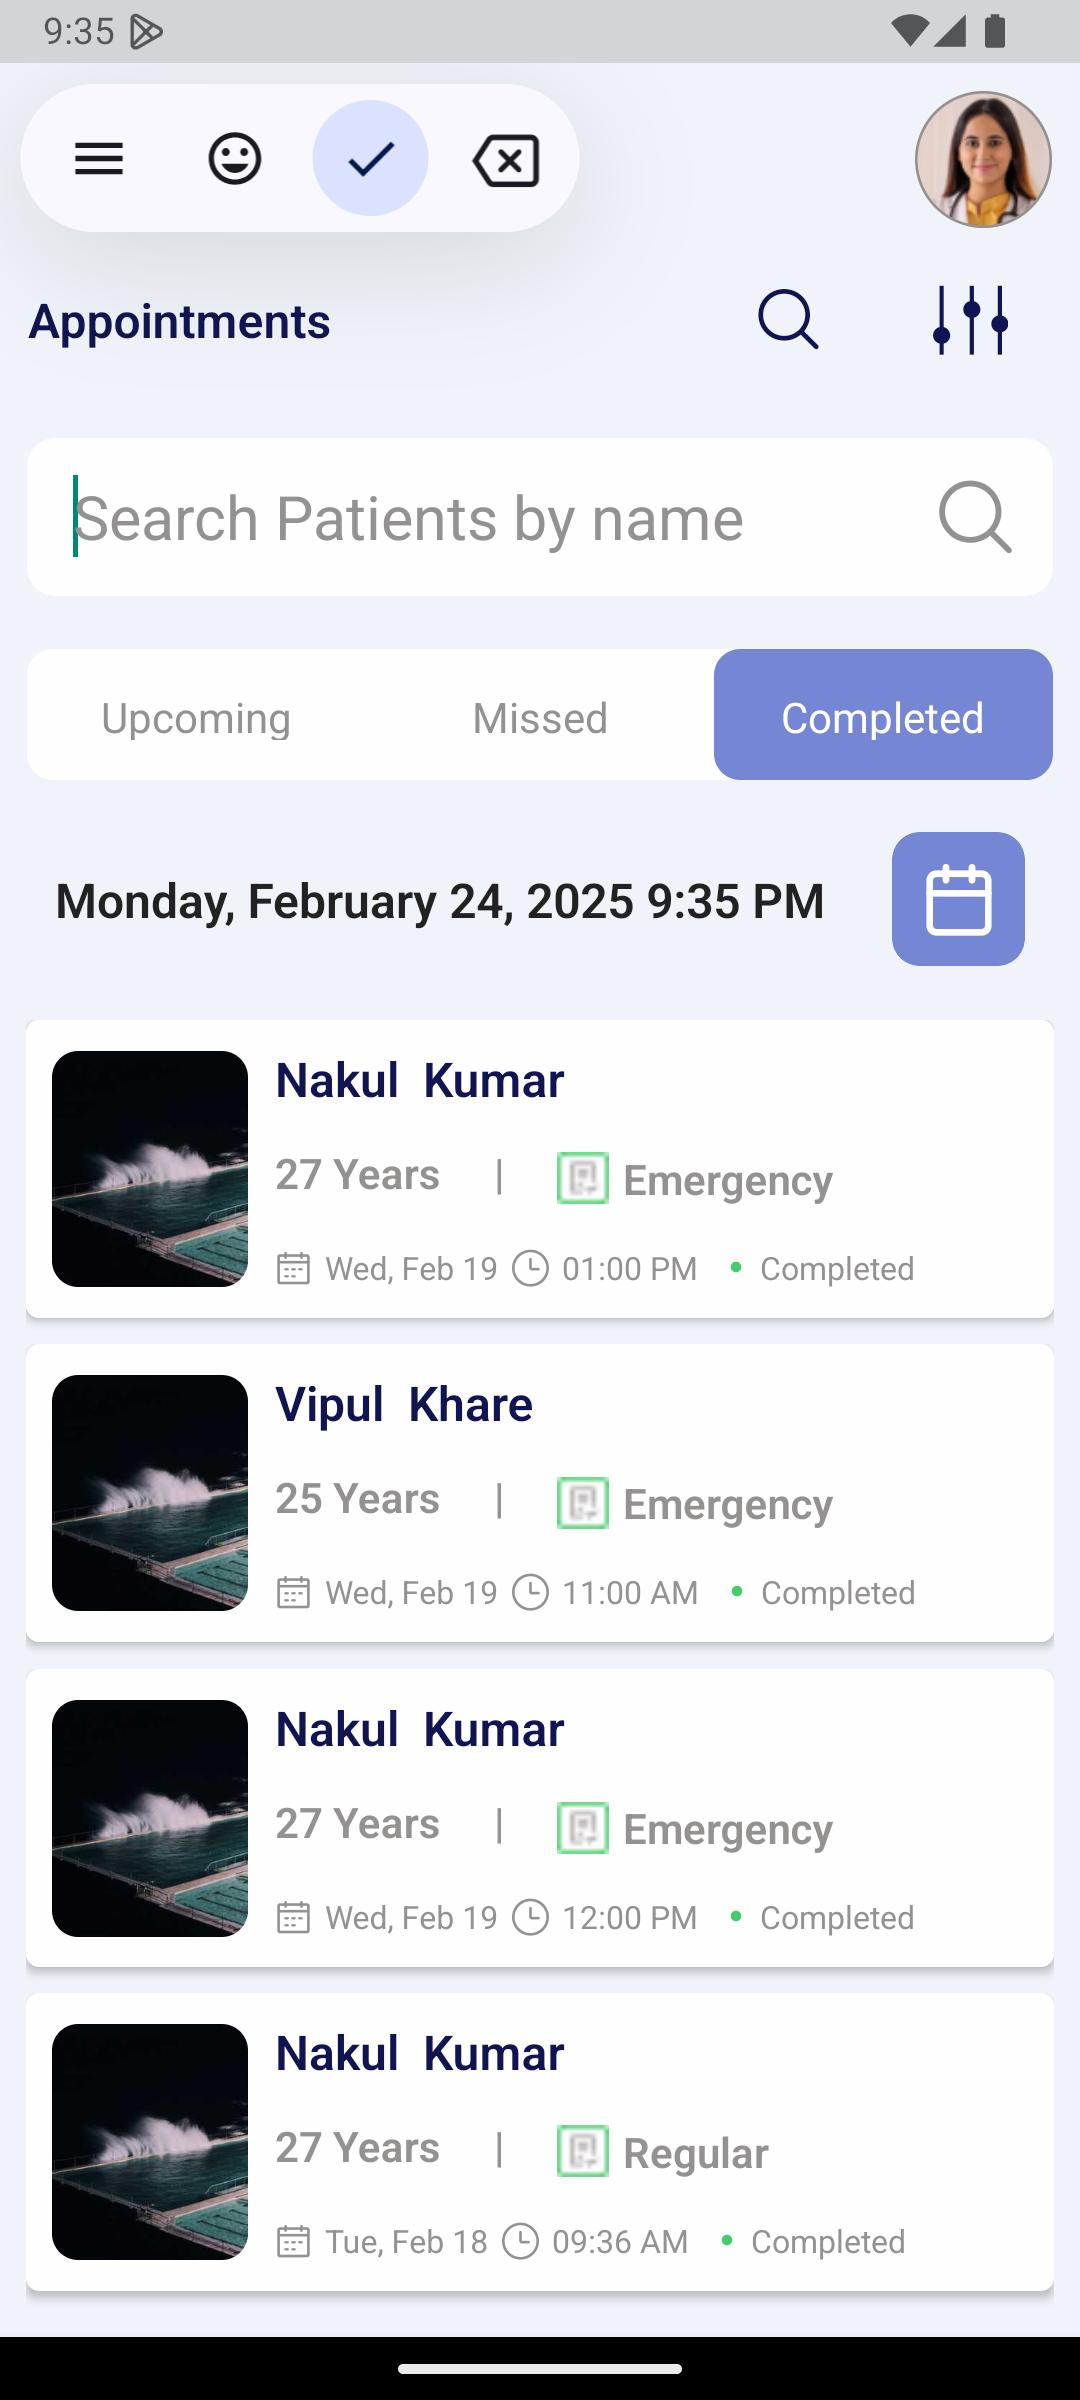 9:35
Appointments
Search Patients by name
Upcoming Missed Completed
Monday, February 24, 2025 9:35 PM
Nakul Kumar
27 Years | Emergency
Wed, Feb 19 01:00 PM • Completed
Vipul Khare
25 Years | Emergency
Wed, Feb 19 11:00 AM • Completed
Nakul Kumar
27 Years | Emergency
Wed, Feb 19 12:00 PM • Completed
Nakul Kumar
27 Years | Regular
Tue, Feb 18 09:36 AM • Completed